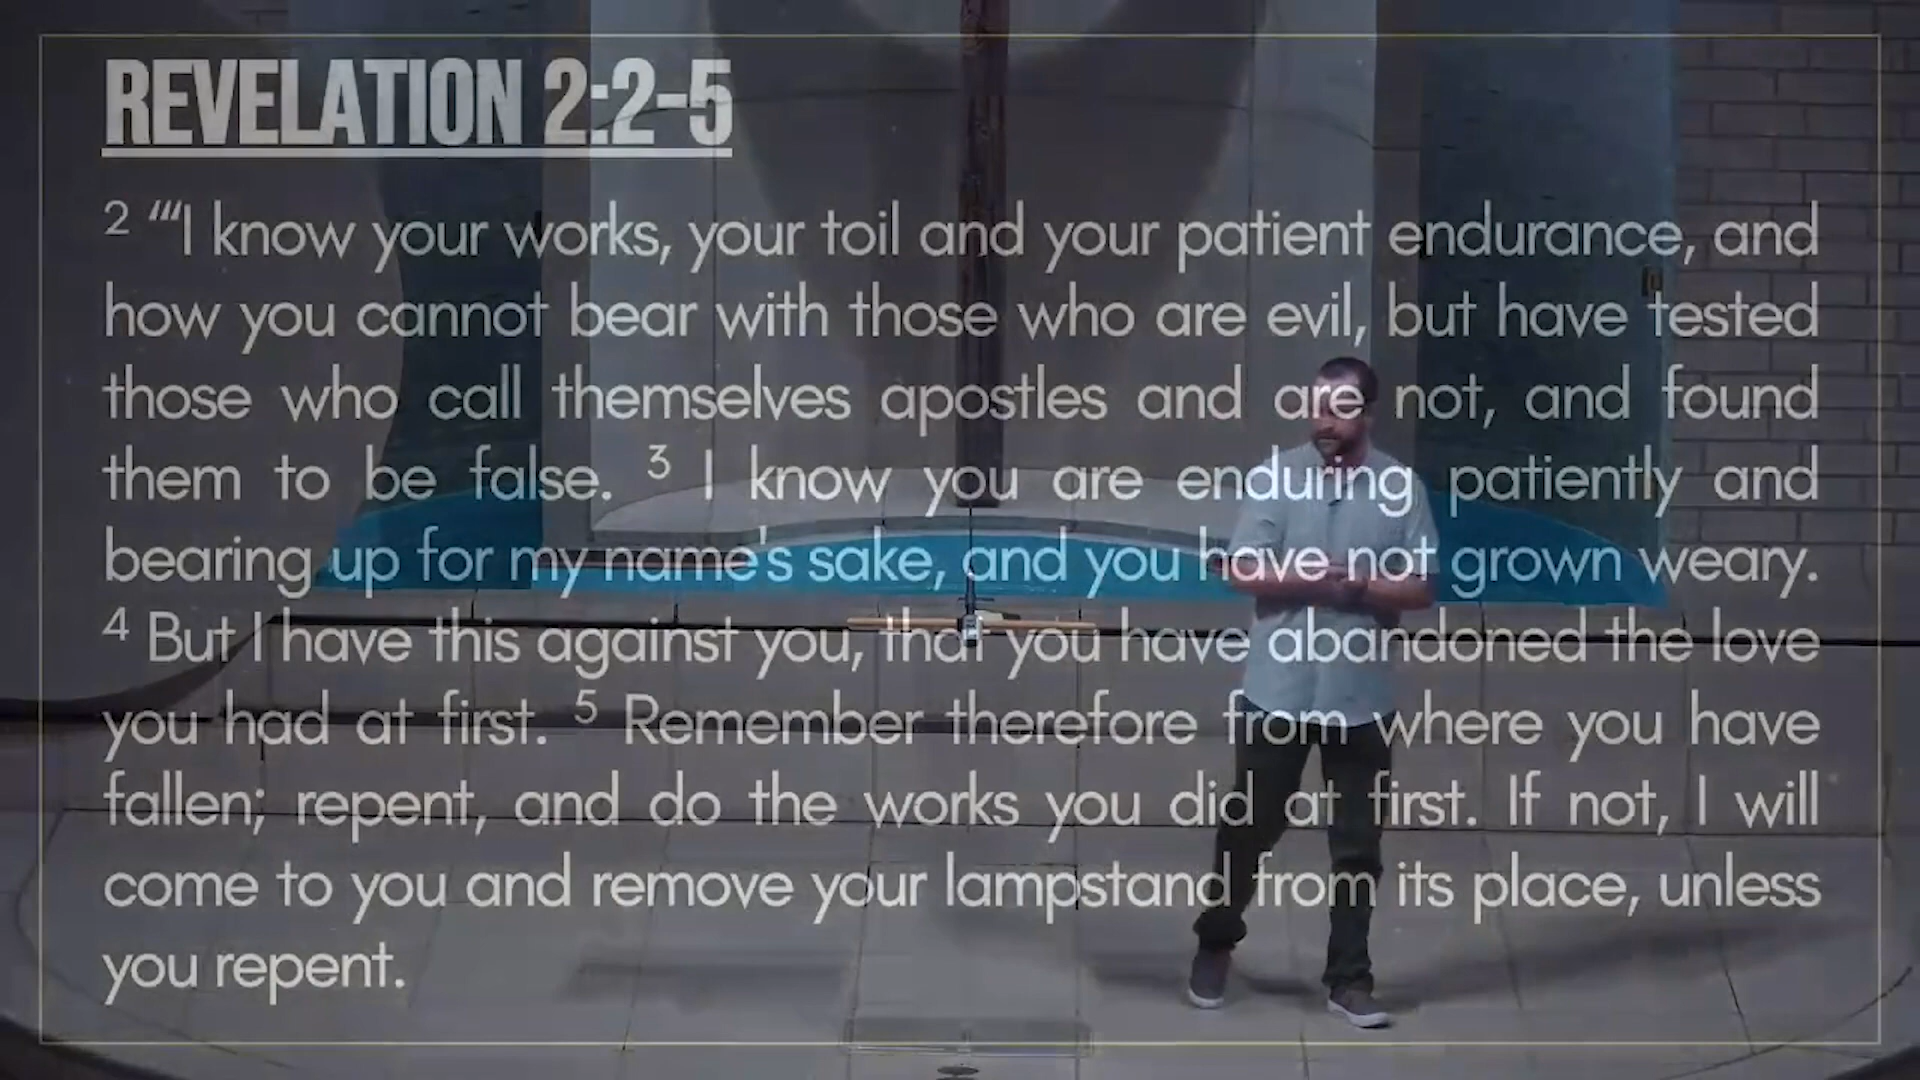 REVELATION 2:2-5
2 “‘I know your works, your toil and your patient endurance, and
how you cannot bear with those who are evil, but have tested
those who call themselves apostles and are not, and found
them to be false. 3 I know you are enduring patiently and
bearing up for my name's sake, and you have not grown weary.
4 But I have this against you, that you have abandoned the love
you had at first. 5 Remember therefore from where you have
fallen; repent, and do the works you did at first. If not, I will
come to you and remove your lampstand from its place, unless
you repent.